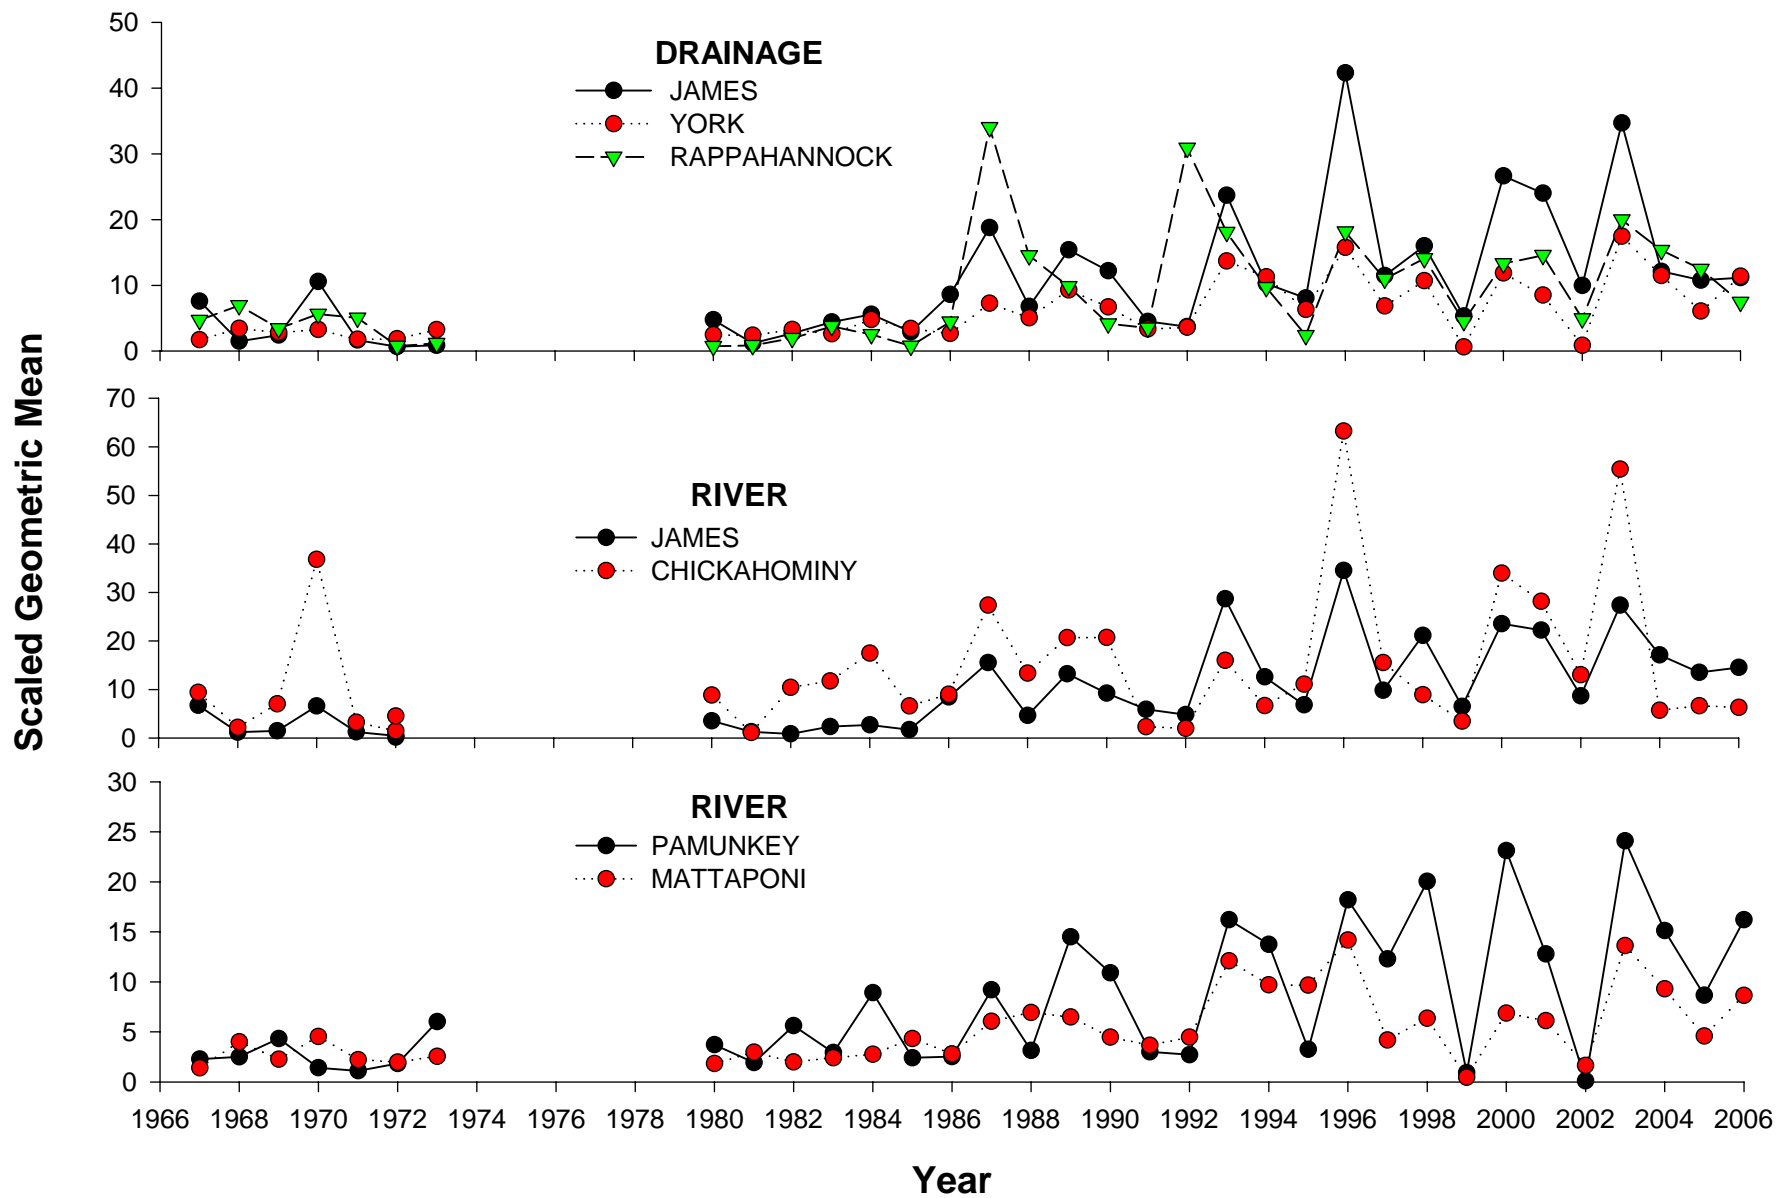 50
40
30
20
10
0
DRAINAGE
JAMES
YORK
RAPPAHANNOCK
Scaled Geometric Mean
70
60
50
40
30
20
10
0
RIVER
JAMES
CHICKAHOMINY
30
25
20
15
10
5
0
RIVER
PAMUNKEY
MATTAPONI
1966 1968 1970 1972 1974 1976 1978 1980 1982 1984 1986 1988 1990 1992 1994 1996 1998 2000 2002 2004 2006
Year